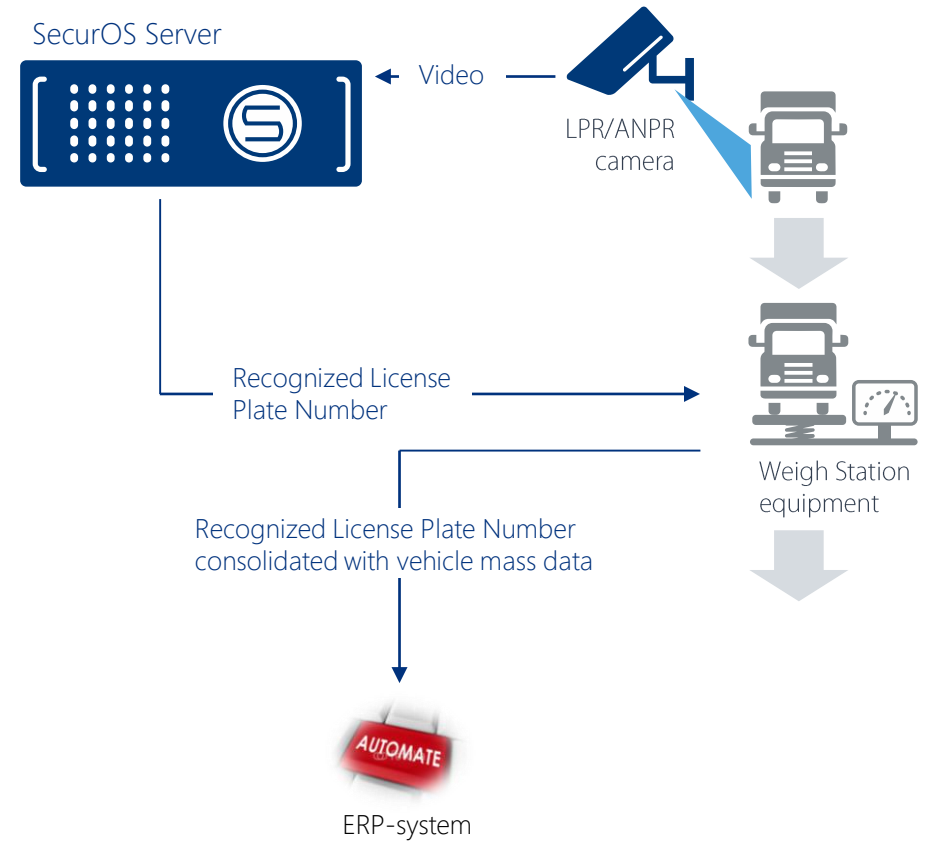 SecurOS Server
Video
LPR/ANPR
camera
Recognized License
Plate Number
Weigh Station
equipment
Recognized License Plate Number
consolidated with vehicle mass data
AUTOMATE
ERP-system